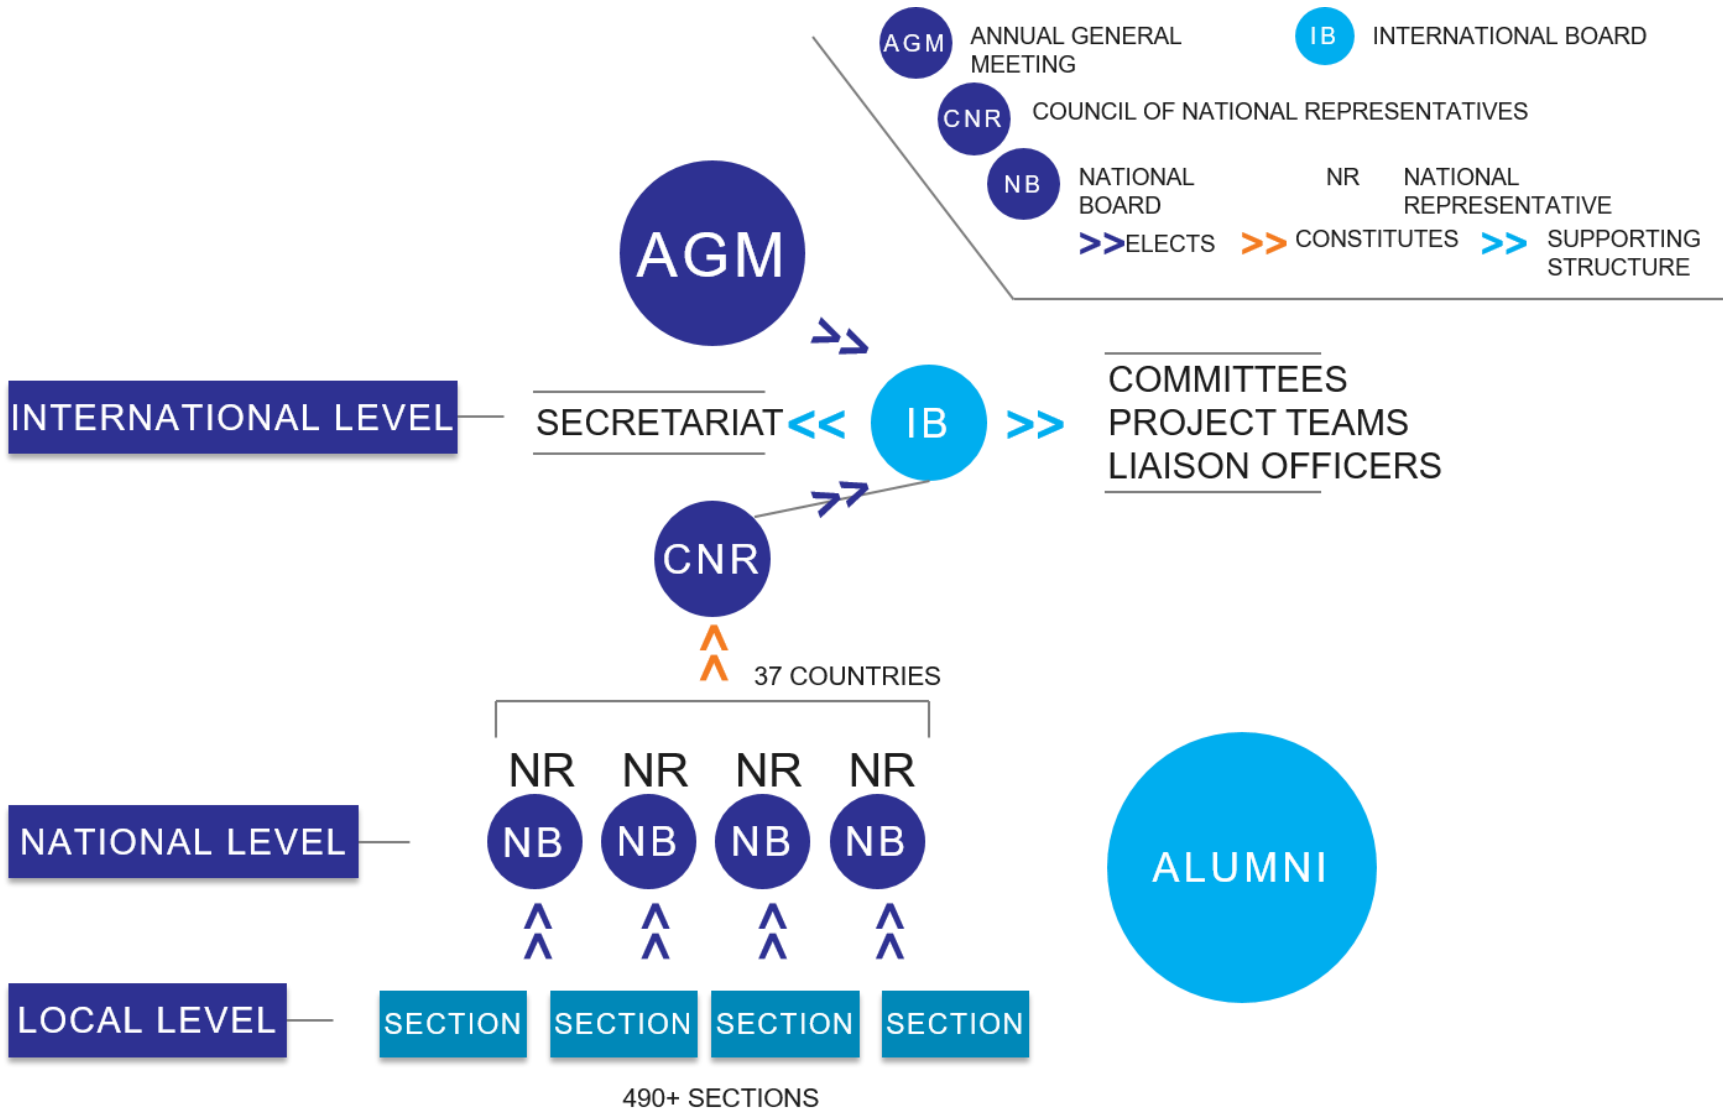 AGM
ANNUAL GENERAL
MEETING
IB
INTERNATIONAL BOARD
CNR
COUNCIL OF NATIONAL REPRESENTATIVES
NB
NATIONAL
BOARD
NR
NATIONAL
REPRESENTATIVE
>>ELECTS
>> CONSTITUTES
>> SUPPORTING
STRUCTURE
AGM
>>
INTERNATIONAL LEVEL
SECRETARIAT
<<
IB
>>
COMMITTEES
PROJECT TEAMS
LIAISON OFFICERS
>>
CNR
>>
37 COUNTRIES
NR NR NR NR
NATIONAL LEVEL
NB NB NB NB
ALUMNI
>> >> >> >>
LOCAL LEVEL
SECTION SECTION SECTION SECTION
490+ SECTIONS